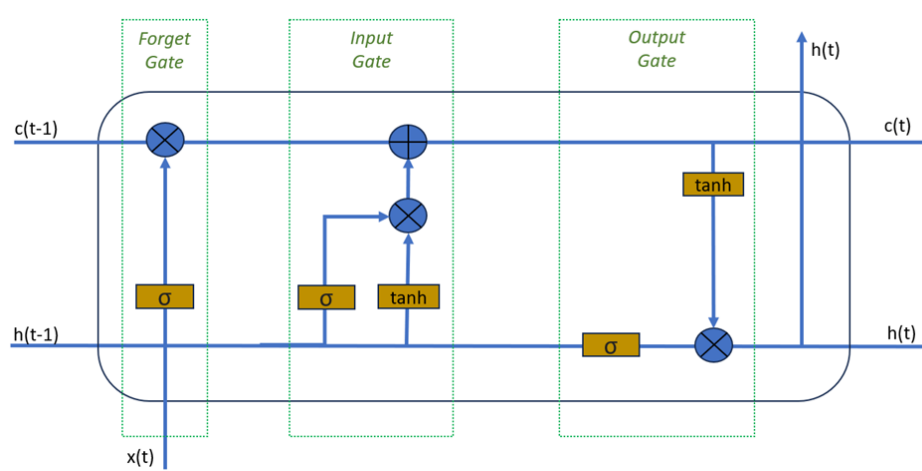 Forget
Gate
Input
Gate
Output
Gate
h(t)
c(t-1)
c(t)
tanh
σ
σ
tanh
h(t-1)
σ
h(t)
x(t)